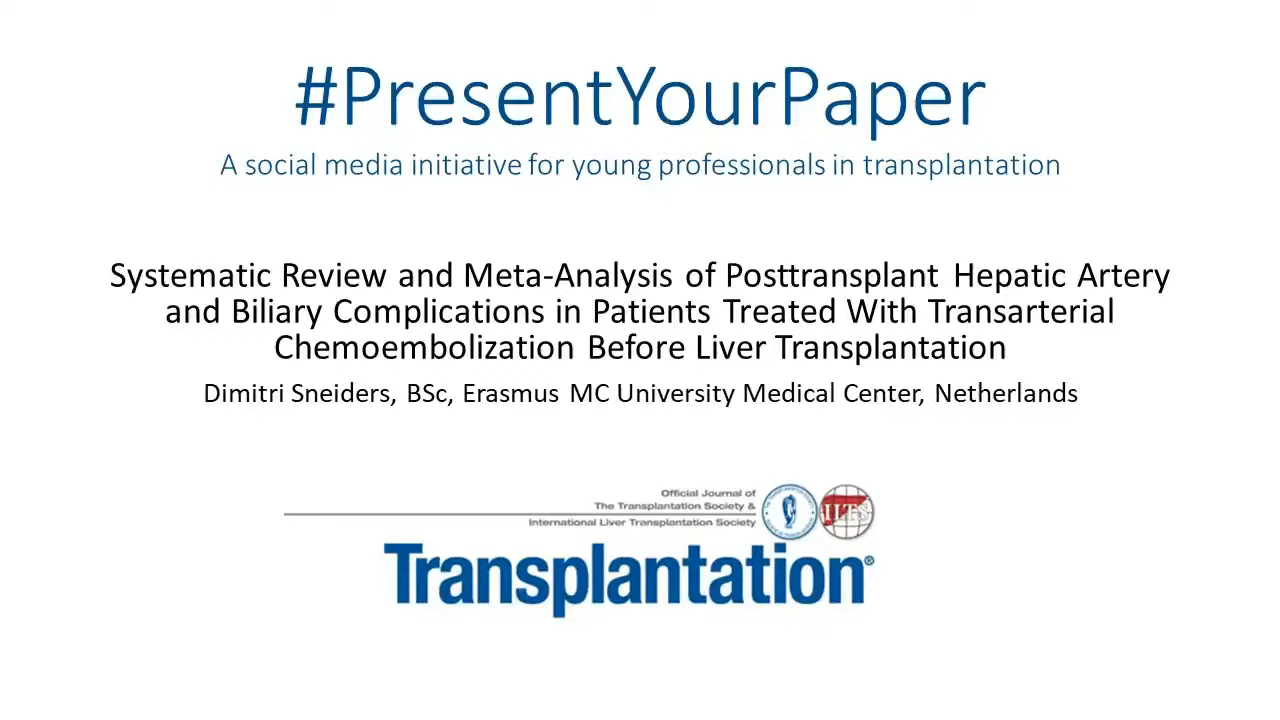 #PresentYourPaper
A social media initiative for young professionals in transplantation
Systematic Review and Meta-Analysis of Posttransplant Hepatic Artery
and Biliary Complications in Patients Treated With Transarterial
Chemoembolization Before Liver Transplantation
Dimitri Sneiders, BSc, Erasmus MC University Medical Center, Netherlands
Official Journal of
The Transplantation Society &
International Liver Transplantation Society
ILTS
Transplantation®